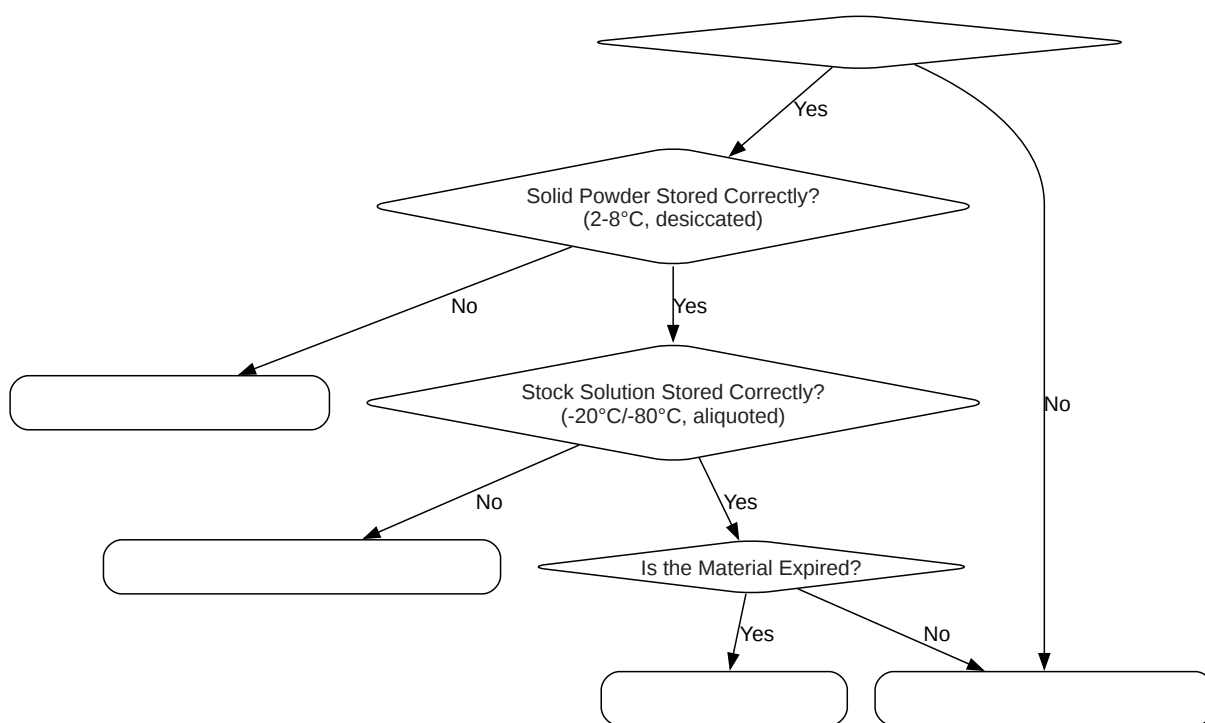 Yes
Solid Powder Stored Correctly?
(2-8°C, desiccated)
No
Yes
Stock Solution Stored Correctly?
(-20°C/-80°C, aliquoted)
No
No
Yes
Is the Material Expired?
Yes
No